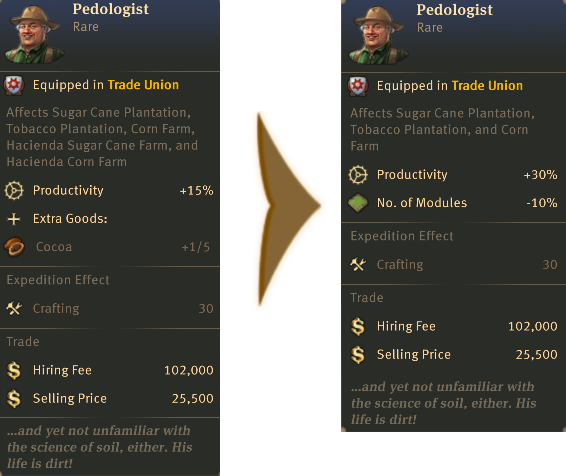 Pedologist
Rare
Equipped in Trade Union
Affects Sugar Cane Plantation,
Tobacco Plantation, Corn Farm,
Hacienda Sugar Cane Farm, and
Hacienda Corn Farm
Productivity +15%
Extra Goods:
Cocoa +1/5
Expedition Effect
Crafting 30
Trade
Hiring Fee 102,000
Selling Price 25,500
...and yet not unfamiliar with
the science of soil, either. His
life is dirt!
Pedologist
Rare
Equipped in Trade Union
Affects Sugar Cane Plantation,
Tobacco Plantation, and Corn
Farm
Productivity +30%
No. of Modules -10%
Expedition Effect
Crafting 30
Trade
Hiring Fee 102,000
Selling Price 25,500
...and yet not unfamiliar with
the science of soil, either. His
life is dirt!